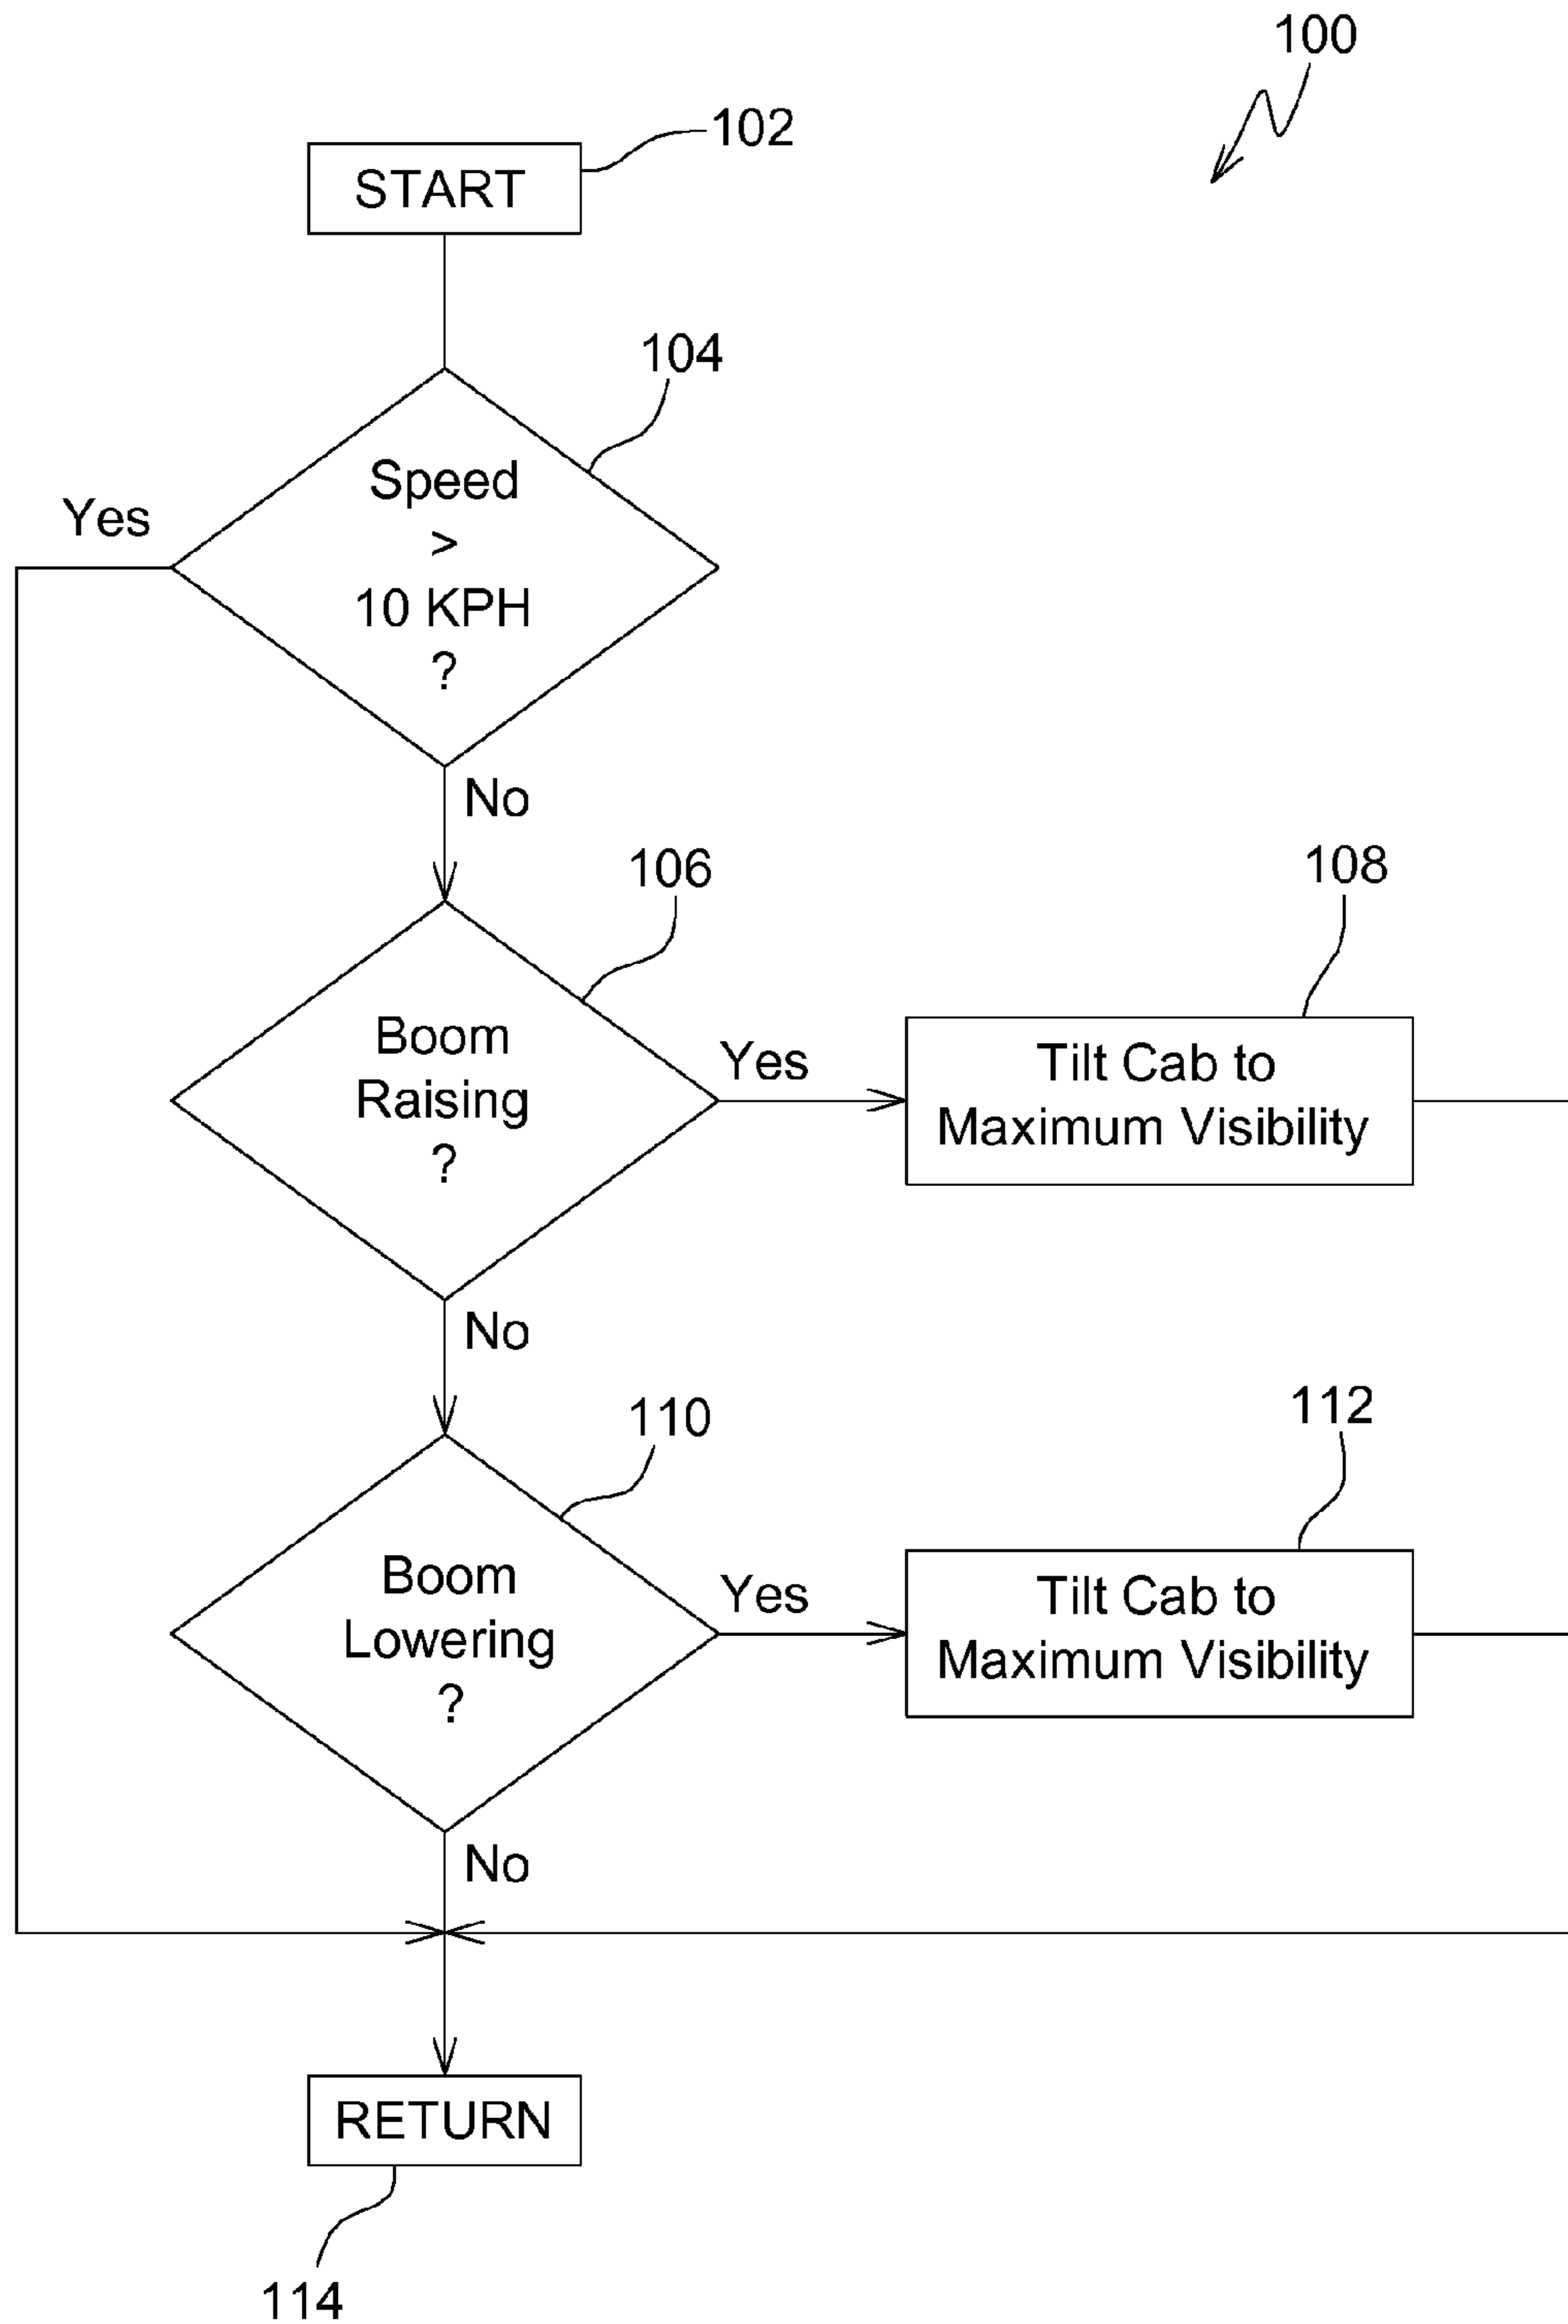 100
102
START
104
Speed
>
10 KPH
?
Yes
No
106
Boom
Raising
?
Yes
108
Tilt Cab to
Maximum Visibility
No
110
Boom
Lowering
?
Yes
112
Tilt Cab to
Maximum Visibility
No
RETURN
114